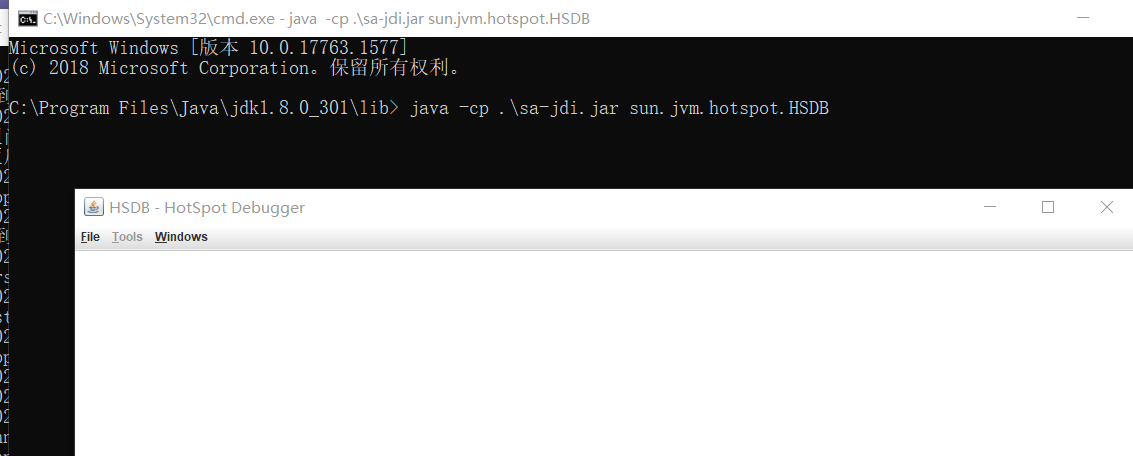 C:\Windows\System32\cmd.exe - java  -cp .\sa-jdi.jar sun.jvm.hotspot.HSDB
Microsoft Windows [版本 10.0.17763.1577]
(c) 2018 Microsoft Corporation。保留所有权利。
C:\Program Files\Java\jdk1.8.0_301\lib> java -cp .\sa-jdi.jar sun.jvm.hotspot.HSDB
HSDB - HotSpot Debugger
File Tools Windows